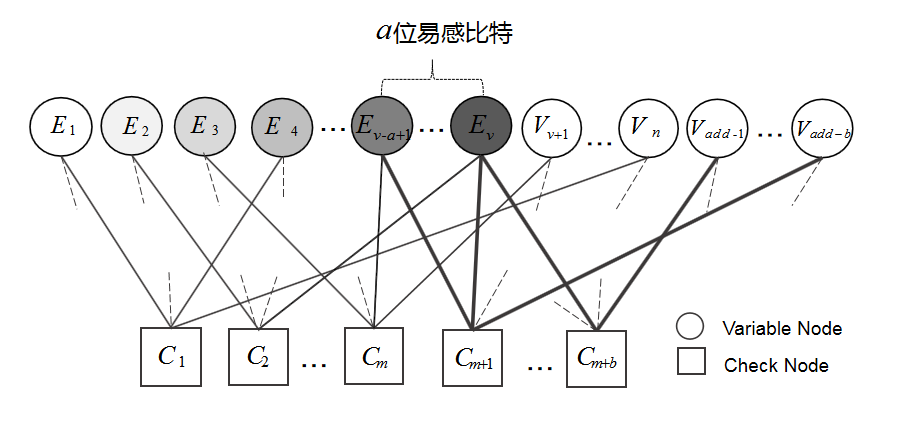 a位易感比特
E1 E2 E3 E4 ... Ev-a+1 ... Ev Vv+1 ... Vn Vadd-1 ... Vadd-b
C1 C2 ... Cm Cm+1 ... Cm+b
Variable Node
Check Node